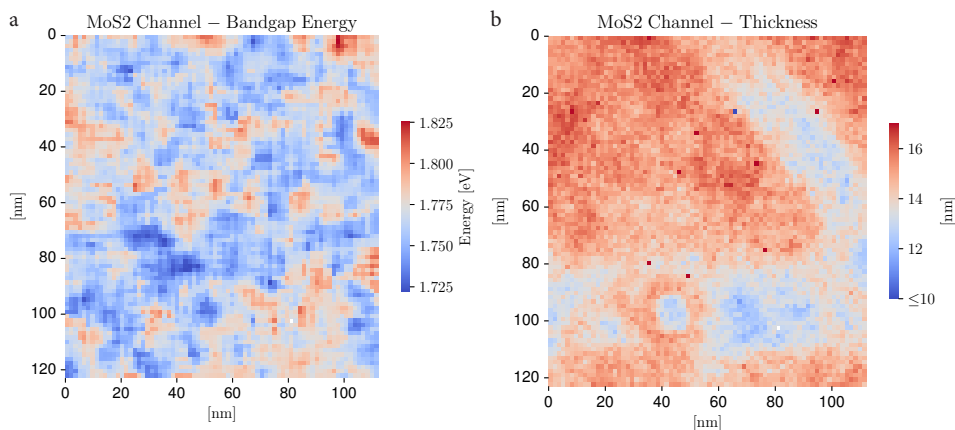 a
MoS2 Channel − Bandgap Energy
0
20
40
60
80
100
120
[nm]
0 20 40 60 80 100
[nm]
1.825
1.800
1.775
1.750
1.725
Energy [eV]
b
MoS2 Channel − Thickness
0
20
40
60
80
100
120
[nm]
0 20 40 60 80 100
[nm]
16
14
12
≤10
[nm]